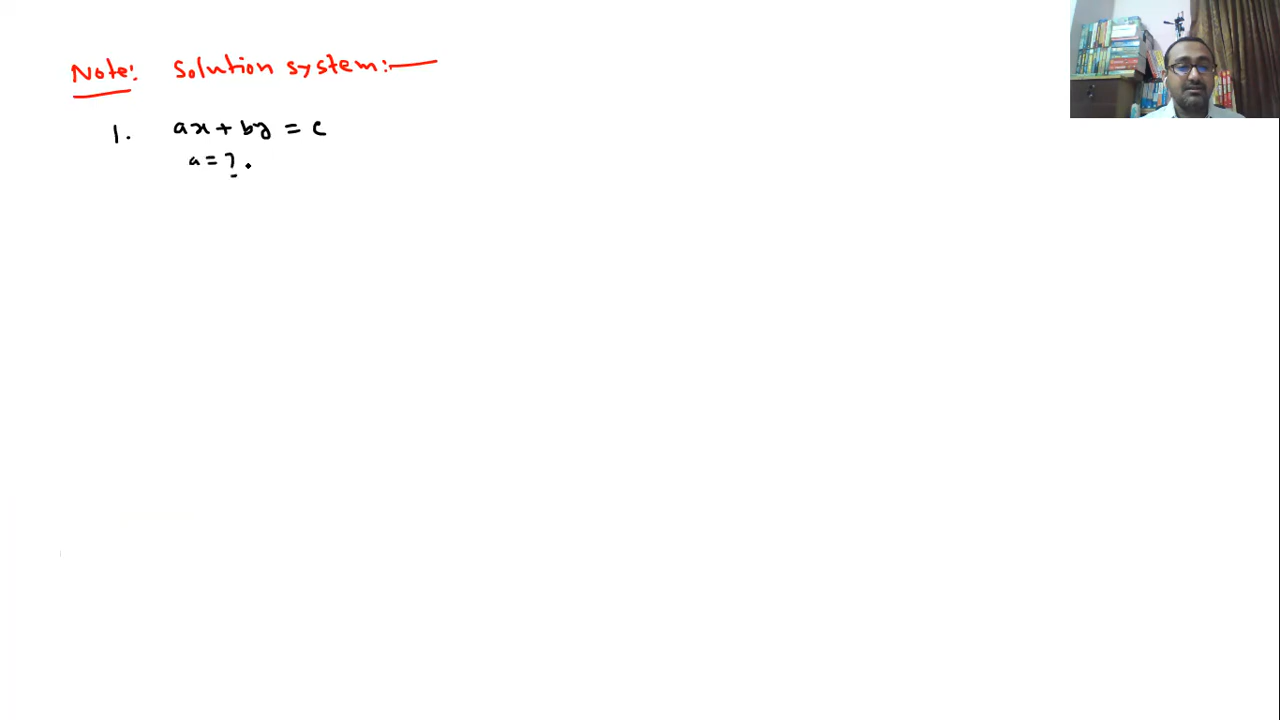 Note: Solution system:—
1. ax + by = c
a = ?.